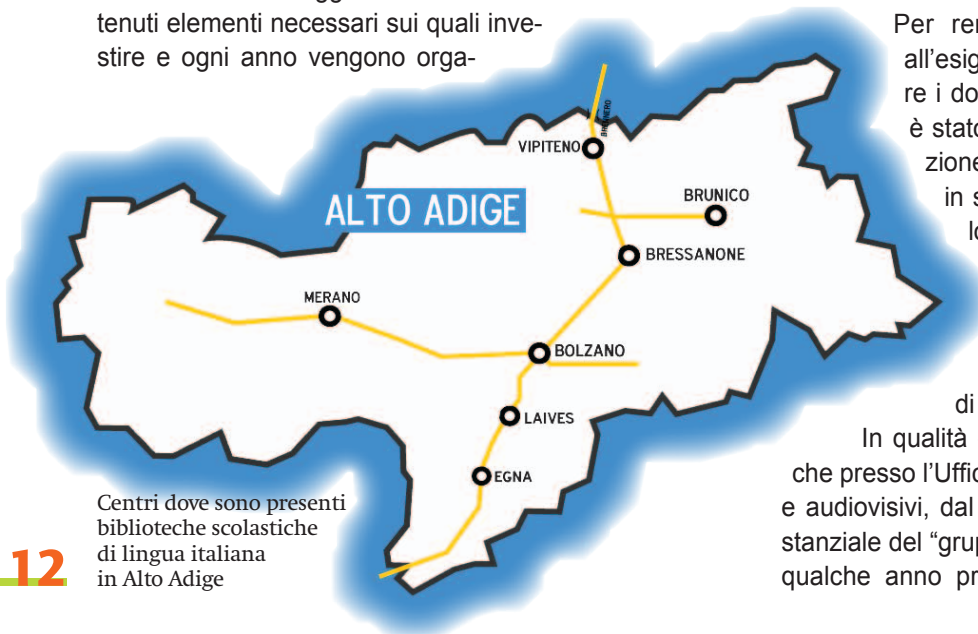 tenuti elementi necessari sui quali inve-
stire e ogni anno vengono orga-
Per
all'esig
re i do
è stato
zione
in s
di
In qualità
che presso l'Uffic
e audiovisivi, dal
stanziale del “grup
qualche anno pr
ALTO ADIGE
BRENNERO
VIPITENO
BRUNICO
BRESSANONE
MERANO
BOLZANO
LAIVES
EGNA
Centri dove sono presenti
biblioteche scolastiche
di lingua italiana
in Alto Adige
12